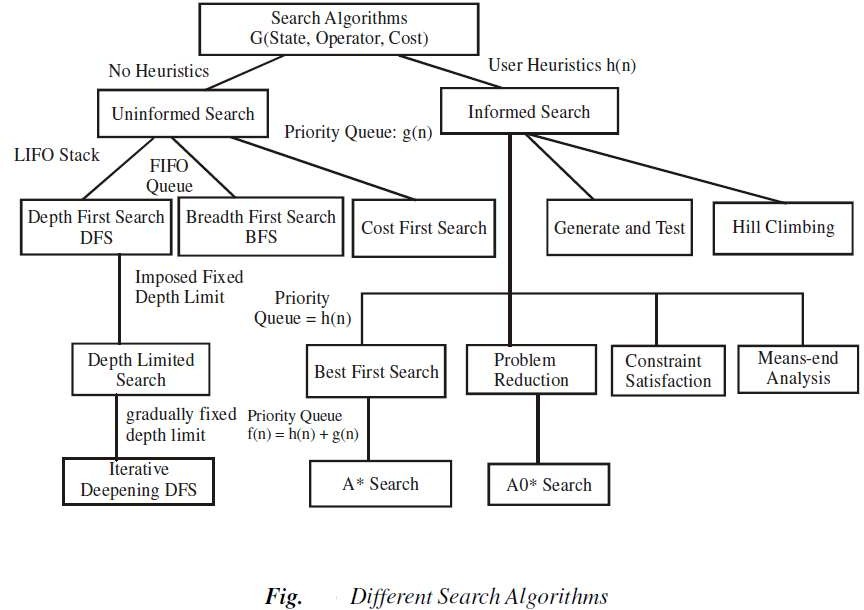 Search Algorithms
G(State, Operator, Cost)
No Heuristics
User Heuristics h(n)
Uninformed Search
Informed Search
Priority Queue: g(n)
LIFO Stack
FIFO
Queue
Depth First Search
DFS
Breadth First Search
BFS
Cost First Search
Generate and Test
Hill Climbing
Imposed Fixed
Depth Limit
Priority
Queue = h(n)
Depth Limited
Search
Best First Search
Problem
Reduction
Constraint
Satisfaction
Means-end
Analysis
gradually fixed
depth limit
Priority Queue
f(n) = h(n) + g(n)
Iterative
Deepening DFS
A* Search
A0* Search
Fig. Different Search Algorithms